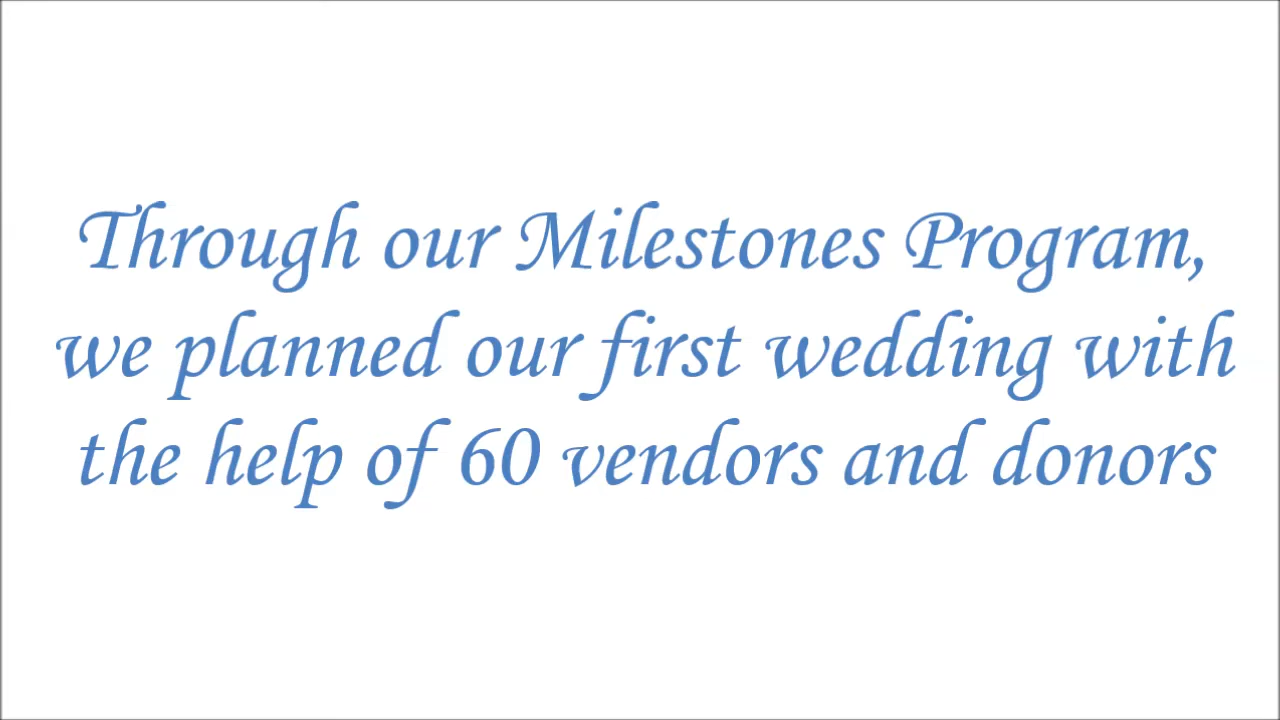 Through our Milestones Program,
we planned our first wedding with
the help of 60 vendors and donors